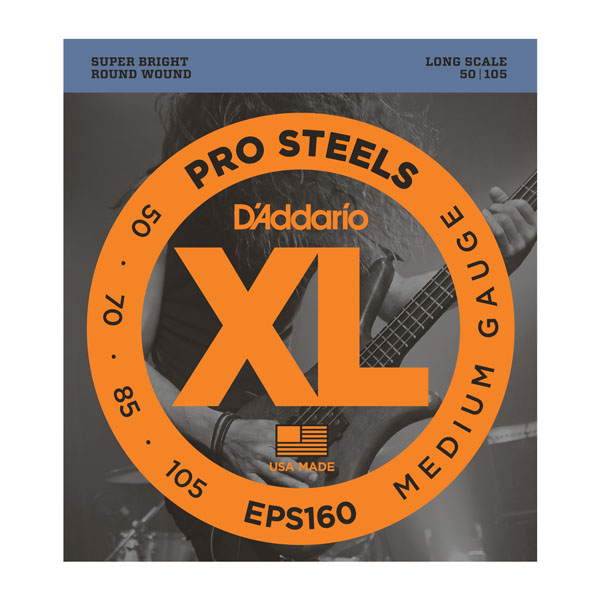 SUPER BRIGHT
ROUND WOUND
LONG SCALE
50 | 105
PRO STEELS
D'Addario
XL
USA MADE
50 · 70 · 85 · 105
EPS160
MEDIUM GAUGE